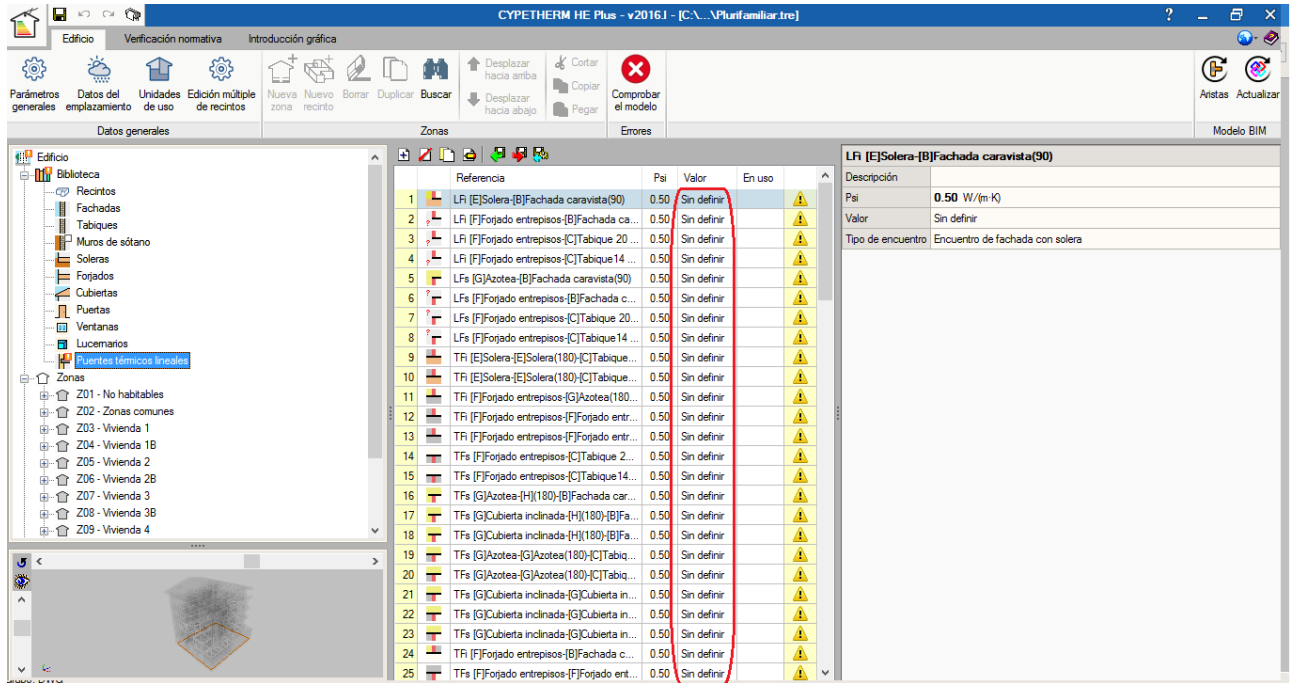 CYPETHERM HE Plus - v2016.I - [C:\...\Plurifamiliar.tre]
?
Edificio Verificación normativa Introducción gráfica
Parámetros generales
Datos del emplazamiento
Unidades de uso
Edición múltiple de recintos
Nueva zona
Nuevo recinto
Borrar
Duplicar
Buscar
Desplazar hacia arriba
Desplazar hacia abajo
Cortar
Copiar
Pegar
Comprobar el modelo
Aristas
Actualizar
Datos generales
Zonas
Errores
Modelo BIM
Edificio
Biblioteca
Recintos
Fachadas
Tabiques
Muros de sótano
Soleras
Forjados
Cubiertas
Puertas
Ventanas
Lucernarios
Puentes térmicos lineales
Zonas
Z01 - No habitables
Z02 - Zonas comunes
Z03 - Vivienda 1
Z04 - Vivienda 1B
Z05 - Vivienda 2
Z06 - Vivienda 2B
Z07 - Vivienda 3
Z08 - Vivienda 3B
Z09 - Vivienda 4
Referencia Psi Valor En uso
1 LFi [E]Solera-[B]Fachada caravista(90) 0.50 Sin definir
2 LFi [F]Forjado entrepisos-[B]Fachada ca... 0.50 Sin definir
3 LFi [F]Forjado entrepisos-[C]Tabique 20 ... 0.50 Sin definir
4 LFi [F]Forjado entrepisos-[C]Tabique14 ... 0.50 Sin definir
5 LFs [G]Azotea-[B]Fachada caravista(90) 0.50 Sin definir
6 LFs [F]Forjado entrepisos-[B]Fachada c... 0.50 Sin definir
7 LFs [F]Forjado entrepisos-[C]Tabique 20... 0.50 Sin definir
8 LFs [F]Forjado entrepisos-[C]Tabique14 ... 0.50 Sin definir
9 TFi [E]Solera-[E]Solera(180)-[C]Tabique... 0.50 Sin definir
10 TFi [E]Solera-[E]Solera(180)-[C]Tabique... 0.50 Sin definir
11 TFi [F]Forjado entrepisos-[G]Azotea(180... 0.50 Sin definir
12 TFi [F]Forjado entrepisos-[F]Forjado entr... 0.50 Sin definir
13 TFi [F]Forjado entrepisos-[F]Forjado entr... 0.50 Sin definir
14 TFs [F]Forjado entrepisos-[C]Tabique 2... 0.50 Sin definir
15 TFs [F]Forjado entrepisos-[C]Tabique14... 0.50 Sin definir
16 TFs [G]Azotea-[H](180)-[B]Fachada car... 0.50 Sin definir
17 TFs [G]Cubierta inclinada-[H](180)-[B]Fa... 0.50 Sin definir
18 TFs [G]Cubierta inclinada-[H](180)-[B]Fa... 0.50 Sin definir
19 TFs [G]Azotea-[G]Azotea(180)-[C]Tabiq... 0.50 Sin definir
20 TFs [G]Azotea-[G]Azotea(180)-[C]Tabiq... 0.50 Sin definir
21 TFs [G]Cubierta inclinada-[G]Cubierta in... 0.50 Sin definir
22 TFs [G]Cubierta inclinada-[G]Cubierta in... 0.50 Sin definir
23 TFs [G]Cubierta inclinada-[G]Cubierta in... 0.50 Sin definir
24 TFi [F]Forjado entrepisos-[B]Fachada c... 0.50 Sin definir
25 TFs [F]Forjado entrepisos-[F]Forjado ent... 0.50 Sin definir
LFi [E]Solera-[B]Fachada caravista(90)
Descripción
Psi 0.50 W/(m·K)
Valor Sin definir
Tipo de encuentro Encuentro de fachada con solera